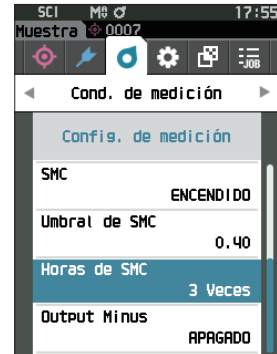 SCI M0 17:55
Muestra 0007
JOB
Cond. de medición
Config. de medición
SMC
ENCENDIDO
Umbral de SMC
0.40
Horas de SMC
3 Veces
Output Minus
APAGADO